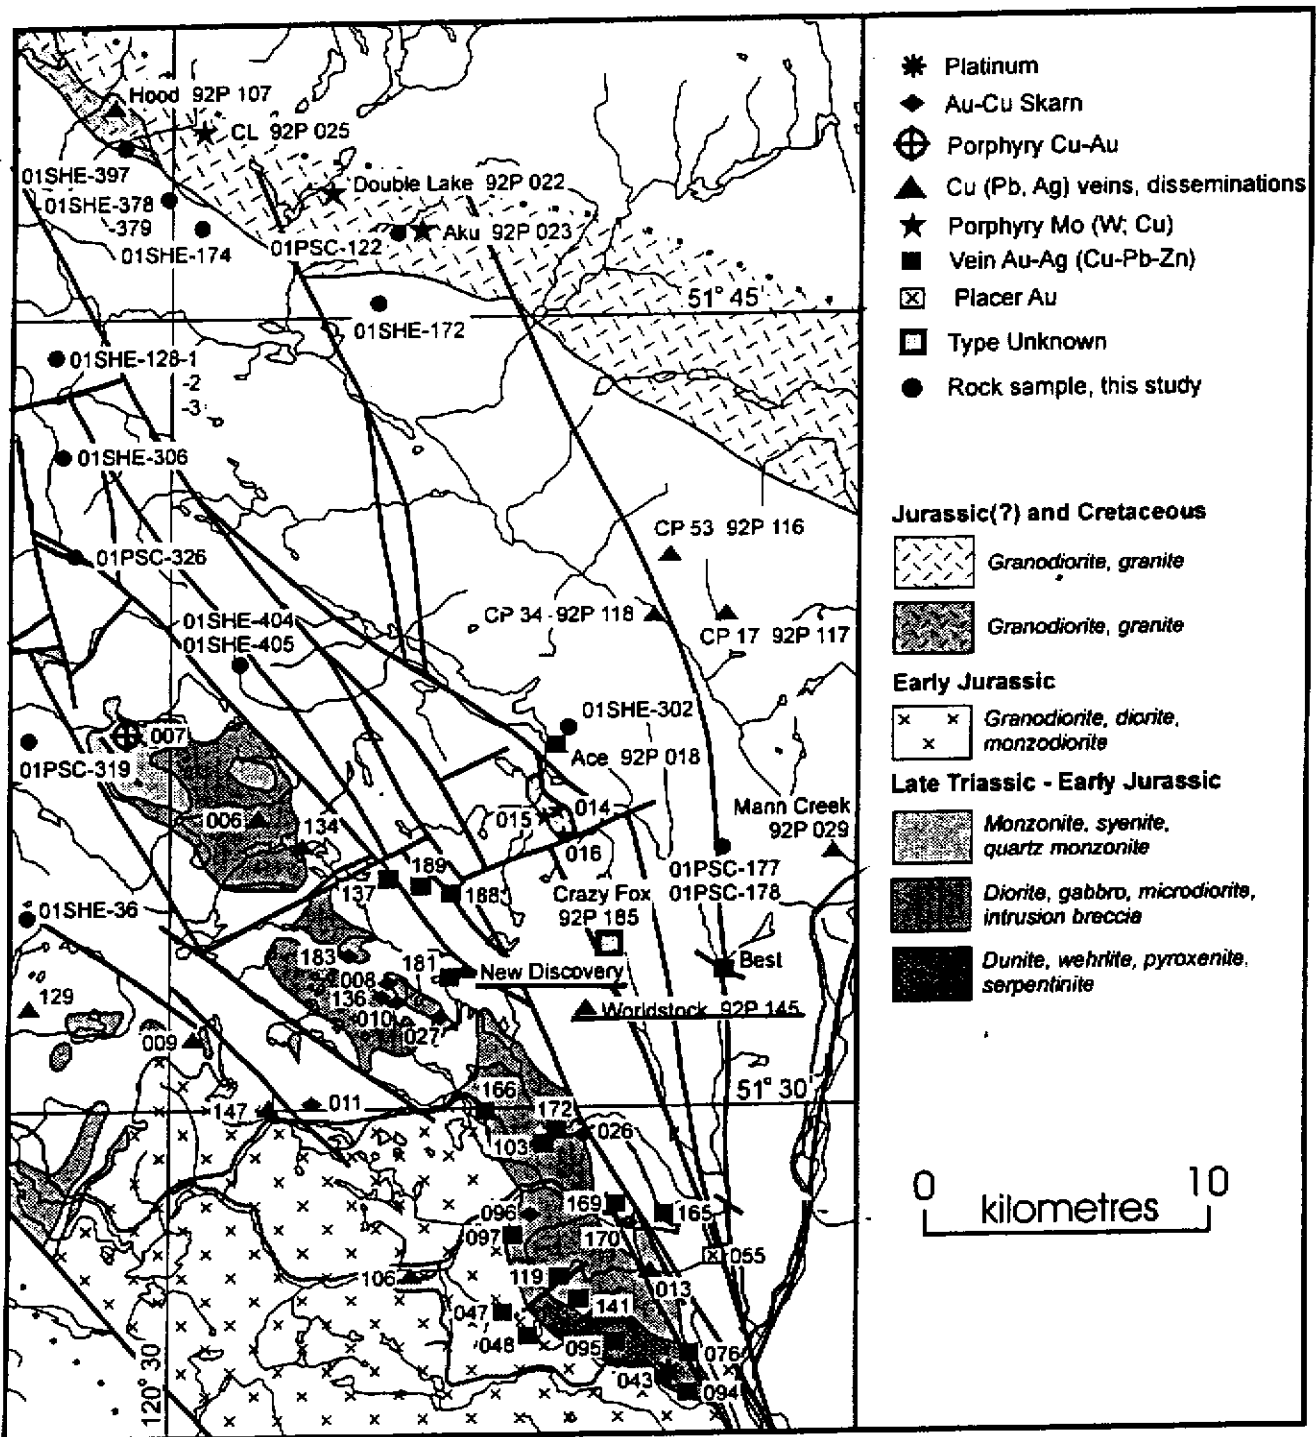 Hood 92P 107
CL 92P 025
01SHE-397
01SHE-378
-379
01SHE-174
Double Lake 92P 022
Aku 92P 023
01PSC-122
51° 45'
01SHE-172
01SHE-128-1
-2
-3
01SHE-306
01PSC-326
CP 53 92P 116
CP 34 92P 118
CP 17 92P 117
01SHE-404
01SHE-405
01SHE-302
Ace 92P 018
007
01PSC-319
006
134
014
015
016
Mann Creek
92P 029
01PSC-177
01PSC-178
189
137
188
Crazy Fox
92P 185
01SHE-36
183
008
181
New Discovery
Best
136
010
027
Worldstock 92P 145
129
009
51° 30'
166
147
011
172
026
103
169
165
096
097
170
055
106
119
013
141
047
048
095
076
043
094
120° 30'
Platinum
Au-Cu Skarn
Porphyry Cu-Au
Cu (Pb, Ag) veins, disseminations
Porphyry Mo (W; Cu)
Vein Au-Ag (Cu-Pb-Zn)
Placer Au
Type Unknown
Rock sample, this study
Jurassic(?) and Cretaceous
Granodiorite, granite
Granodiorite, granite
Early Jurassic
Granodiorite, diorite,
monzodiorite
Late Triassic - Early Jurassic
Monzonite, syenite,
quartz monzonite
Diorite, gabbro, microdiorite,
intrusion breccia
Dunite, wehrlite, pyroxenite,
serpentinite
0 10
kilometres